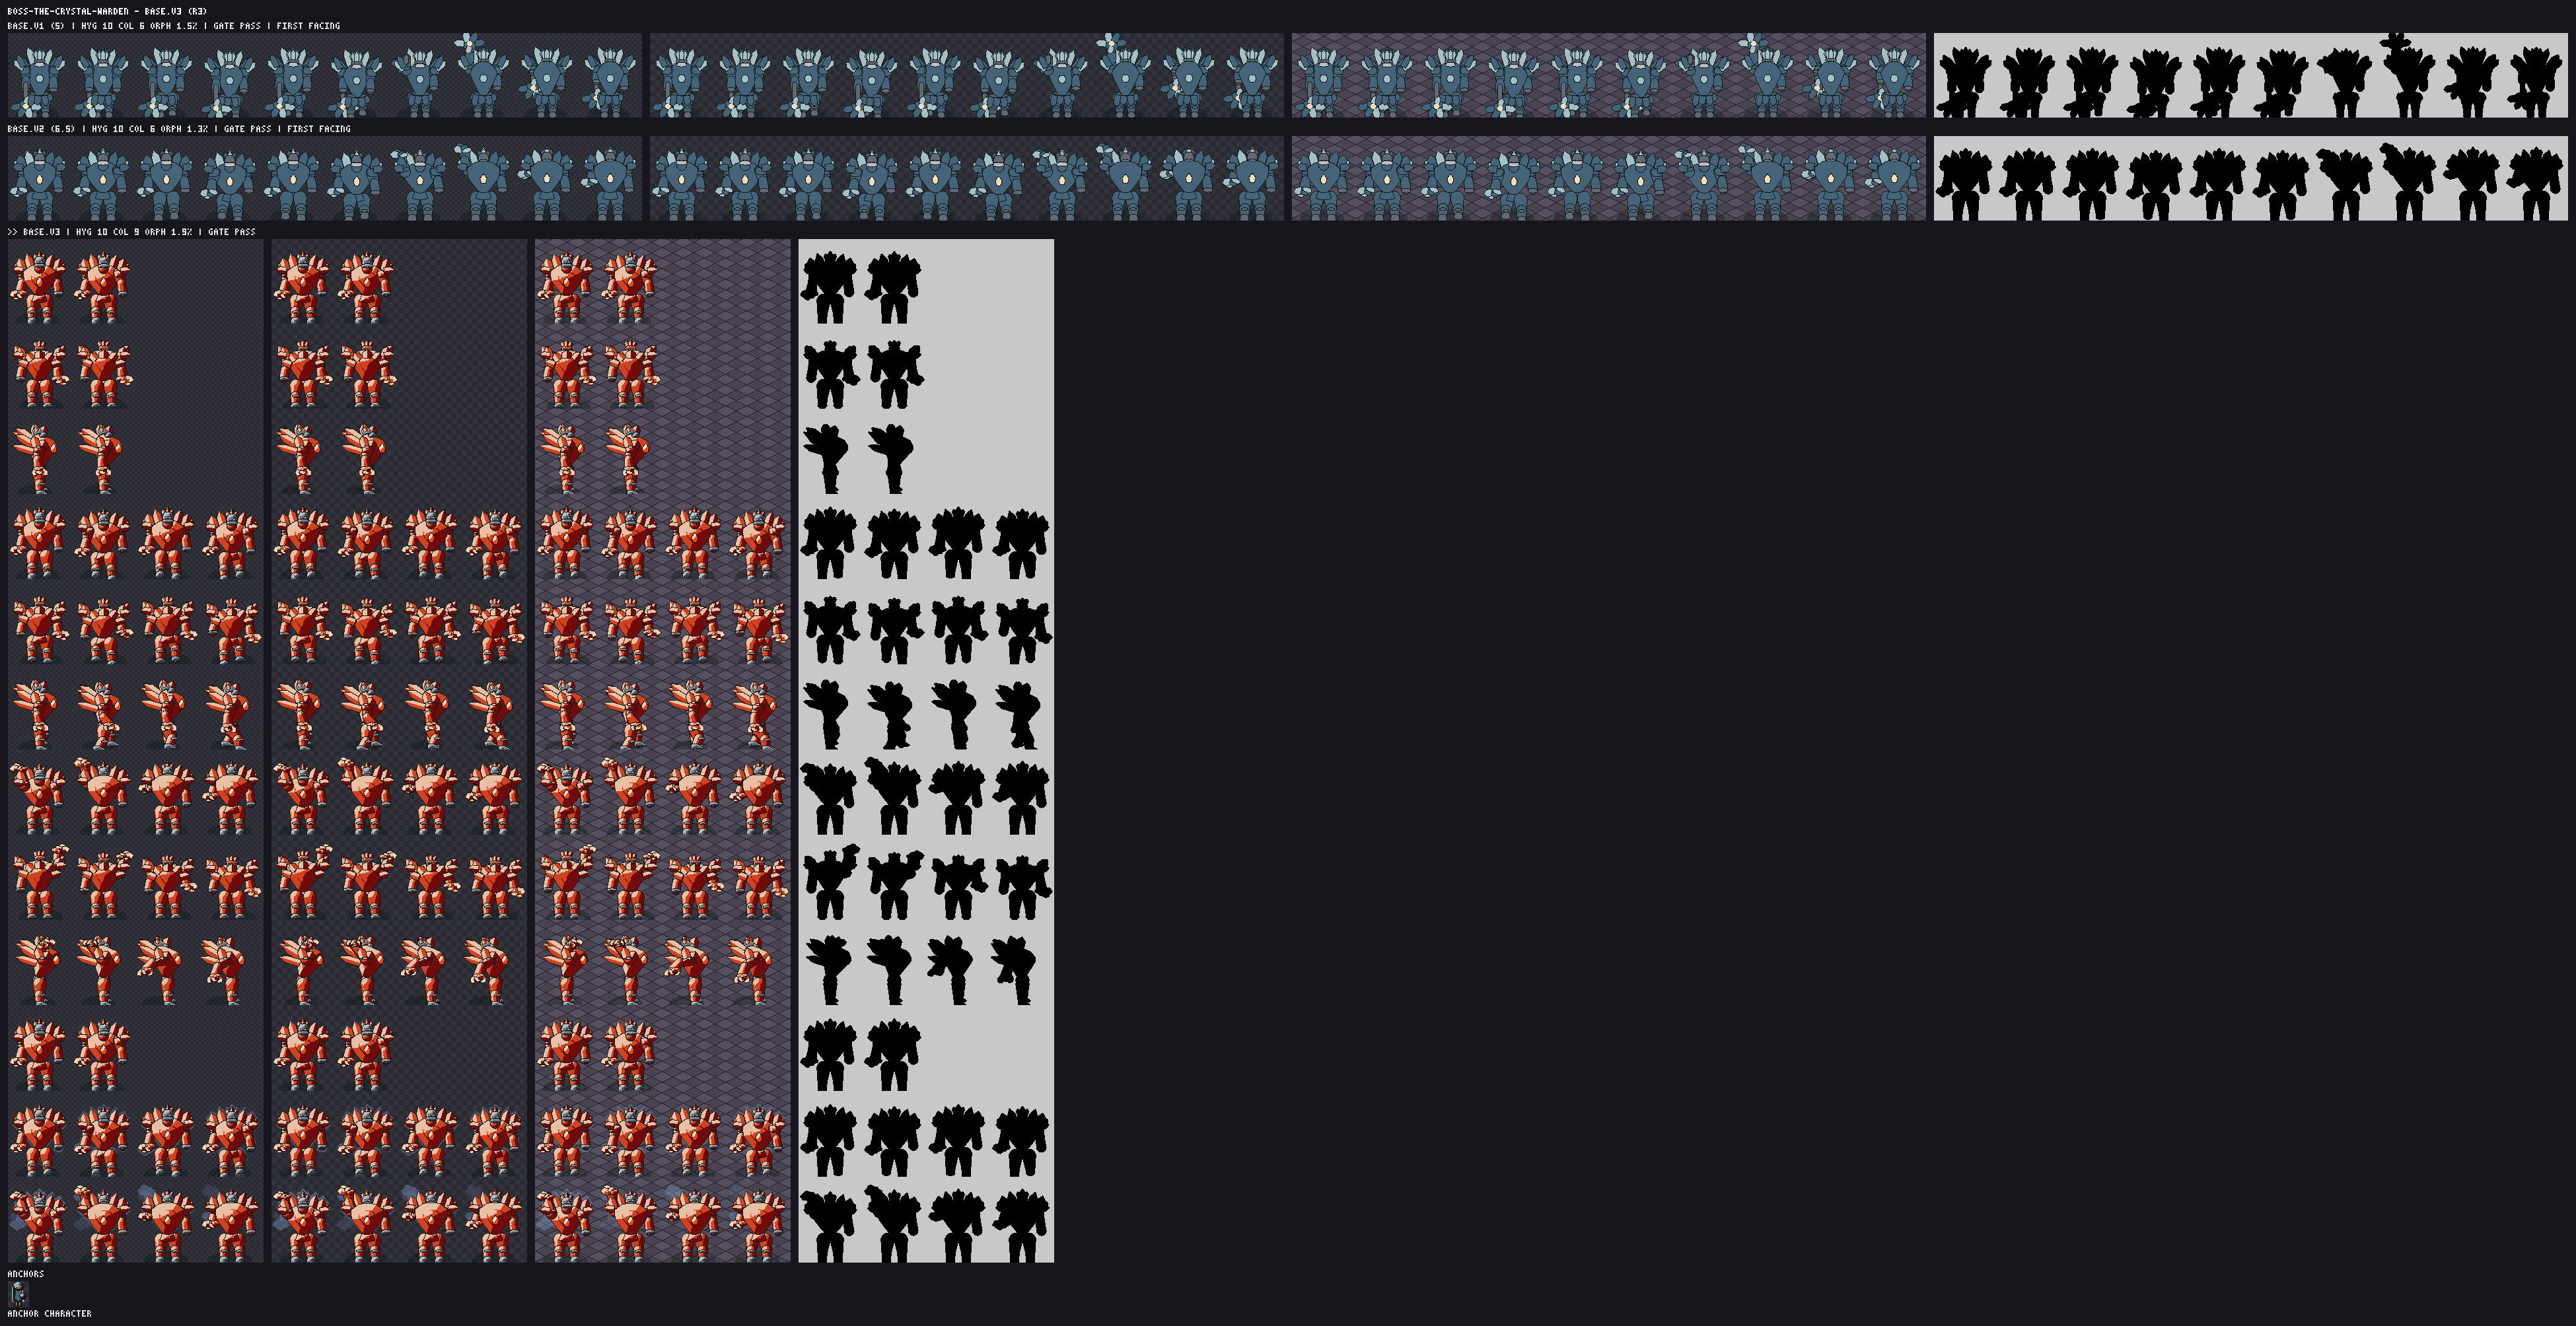 BOSS-THE-CRYSTAL-WARDEN - BASE.V3 (R3)
BASE.V1 (5) | HYG 10 COL 6 ORPH 1.5% | GATE PASS | FIRST FACING
BASE.V2 (6.5) | HYG 10 COL 6 ORPH 1.3% | GATE PASS | FIRST FACING
>> BASE.V3 | HYG 10 COL 9 ORPH 1.9% | GATE PASS
ANCHORS
ANCHOR CHARACTER